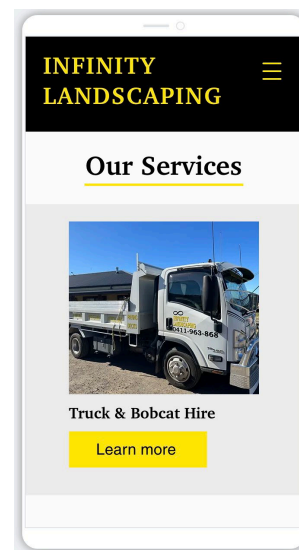 INFINITY
LANDSCAPING
Our Services
0411-963-868
Truck & Bobcat Hire
Learn more